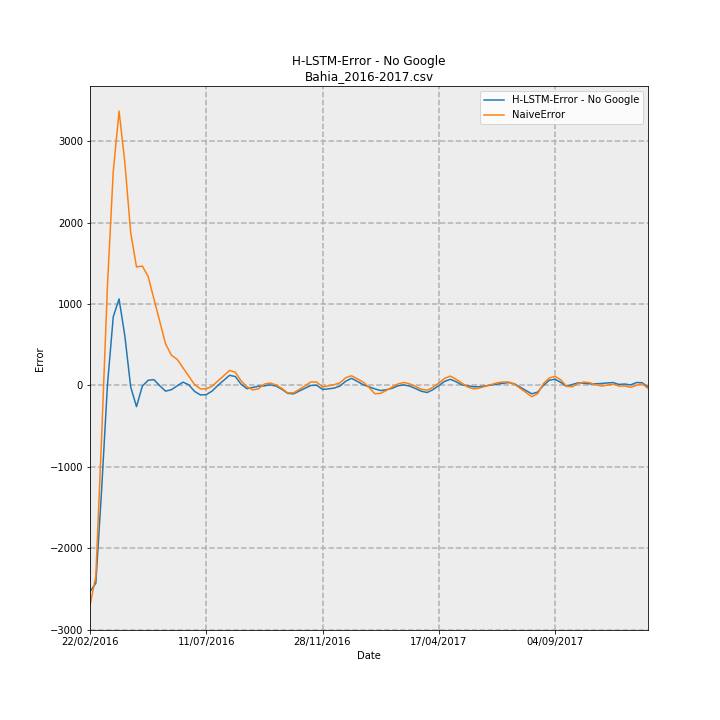 H-LSTM-Error - No Google
Bahia_2016-2017.csv
H-LSTM-Error - No Google
NaiveError
3000
2000
1000
0
−1000
−2000
−3000
Error
22/02/2016 11/07/2016 28/11/2016 17/04/2017 04/09/2017
Date